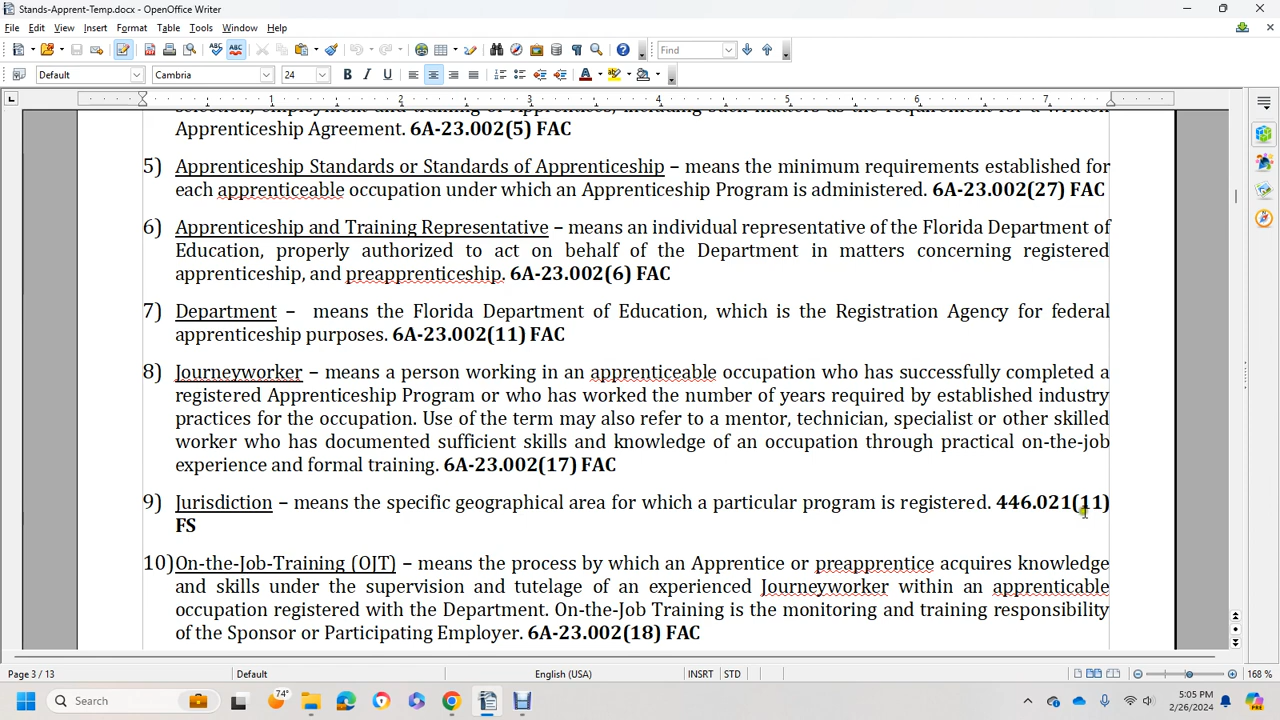 Stands-Apprent-Temp.docx - OpenOffice Writer
File Edit View Insert Format Table Tools Window Help
Find
Default Cambria 24
1 2 3 4 5 6 7
Apprenticeship Agreement. 6A-23.002(5) FAC
5) Apprenticeship Standards or Standards of Apprenticeship – means the minimum requirements established for
each apprenticeable occupation under which an Apprenticeship Program is administered. 6A-23.002(27) FAC
6) Apprenticeship and Training Representative – means an individual representative of the Florida Department of
Education, properly authorized to act on behalf of the Department in matters concerning registered
apprenticeship, and preapprenticeship. 6A-23.002(6) FAC
7) Department – means the Florida Department of Education, which is the Registration Agency for federal
apprenticeship purposes. 6A-23.002(11) FAC
8) Journeyworker – means a person working in an apprenticeable occupation who has successfully completed a
registered Apprenticeship Program or who has worked the number of years required by established industry
practices for the occupation. Use of the term may also refer to a mentor, technician, specialist or other skilled
worker who has documented sufficient skills and knowledge of an occupation through practical on-the-job
experience and formal training. 6A-23.002(17) FAC
9) Jurisdiction – means the specific geographical area for which a particular program is registered. 446.021(11)
FS
10) On-the-Job-Training (OJT) – means the process by which an Apprentice or preapprentice acquires knowledge
and skills under the supervision and tutelage of an experienced Journeyworker within an apprenticable
occupation registered with the Department. On-the-Job Training is the monitoring and training responsibility
of the Sponsor or Participating Employer. 6A-23.002(18) FAC
Page 3 / 13 Default English (USA) INSRT STD 168 %
Search 74° 5:05 PM
2/26/2024